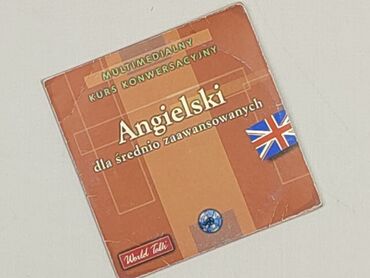 MULTIMEDIALNY
KURS KONWERSACYJNY
Angielski
dla średnio zaawansowanych
World Talk